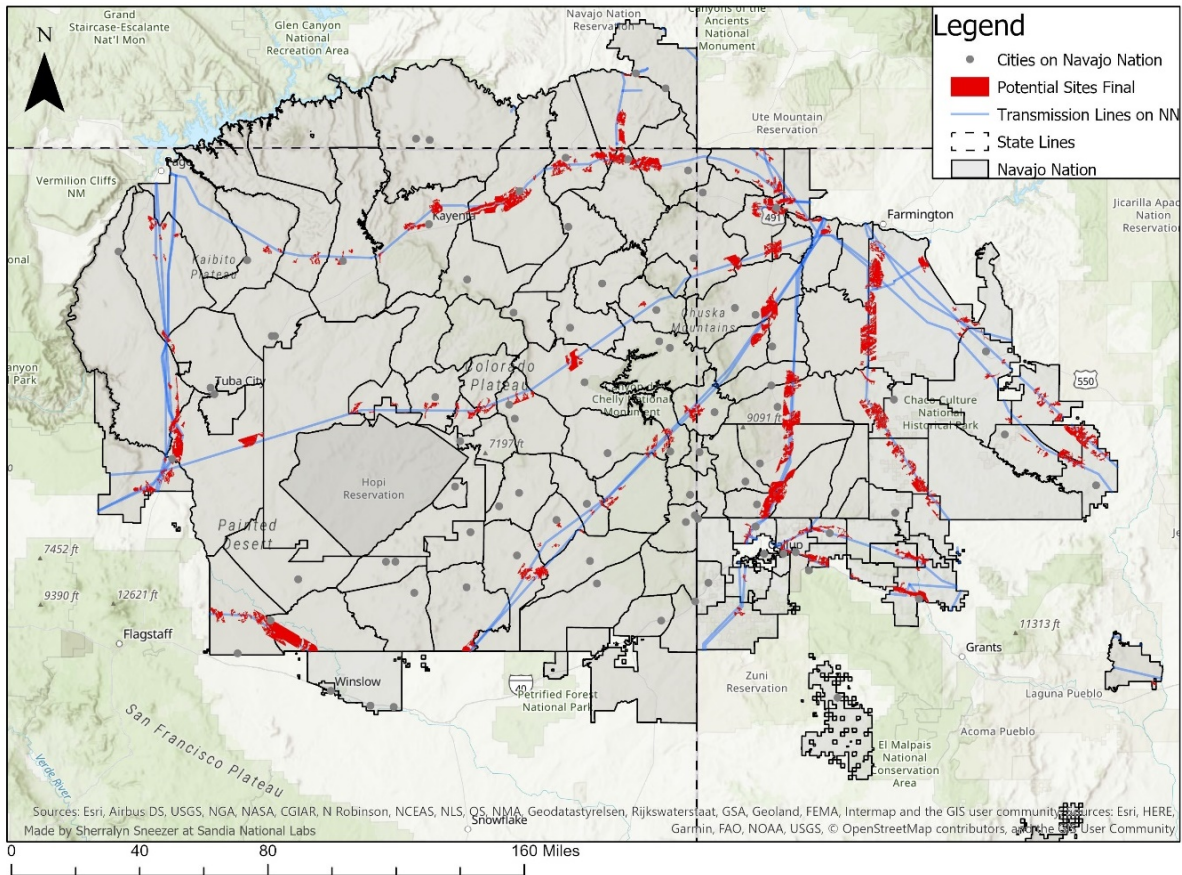 Grand
Staircase-Escalante
Nat'l Mon
Glen Canyon
National
Recreation Area
Navajo Nation
Reservation
Canyons of the
Ancients
National
Monument
N
Legend
Cities on Navajo Nation
Potential Sites Final
Transmission Lines on NN
State Lines
Navajo Nation
Ute Mountain
Reservation
Vermilion Cliffs
NM
Page
Kayenta
491
Farmington
Jicarilla Apac
Nation
Reservation
onal
Kaibito
Plateau
Chuska
Mountains
anyon
l Park
Tuba City
Colorado
Plateau
Canyon de
Chelly National
Monument
550
Chaco Culture
National
Historical Park
9091 ft
7197 ft
Hopi
Reservation
Painted
Desert
7452 ft
9390 ft
12621 ft
Gallup
Flagstaff
11313 ft
Grants
Winslow
40
Petrified Forest
National Park
Zuni
Reservation
Laguna Pueblo
Acoma Pueblo
San Francisco Plateau
El Malpais
National
Conservation
Area
Verde River
Snowflake
Sources: Esri, Airbus DS, USGS, NGA, NASA, CGIAR, N Robinson, NCEAS, NLS, OS, NMA, Geodatastyrelsen, Rijkswaterstaat, GSA, Geoland, FEMA, Intermap and the GIS user community, Sources: Esri, HERE,
Garmin, FAO, NOAA, USGS, © OpenStreetMap contributors, and the GIS User Community
Made by Sherralyn Sneezer at Sandia National Labs
0 40 80 160 Miles